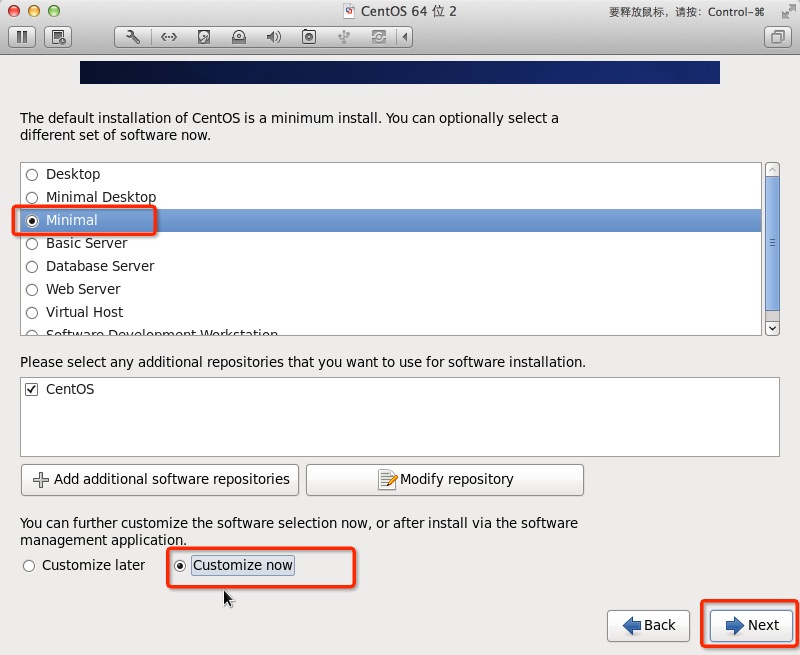 CentOS 64 位 2
要释放鼠标，请按：Control-⌘
The default installation of CentOS is a minimum install. You can optionally select a
different set of software now.
Desktop
Minimal Desktop
Minimal
Basic Server
Database Server
Web Server
Virtual Host
Software Development Workstation
Please select any additional repositories that you want to use for software installation.
CentOS
Add additional software repositories
Modify repository
You can further customize the software selection now, or after install via the software
management application.
Customize later
Customize now
Back
Next